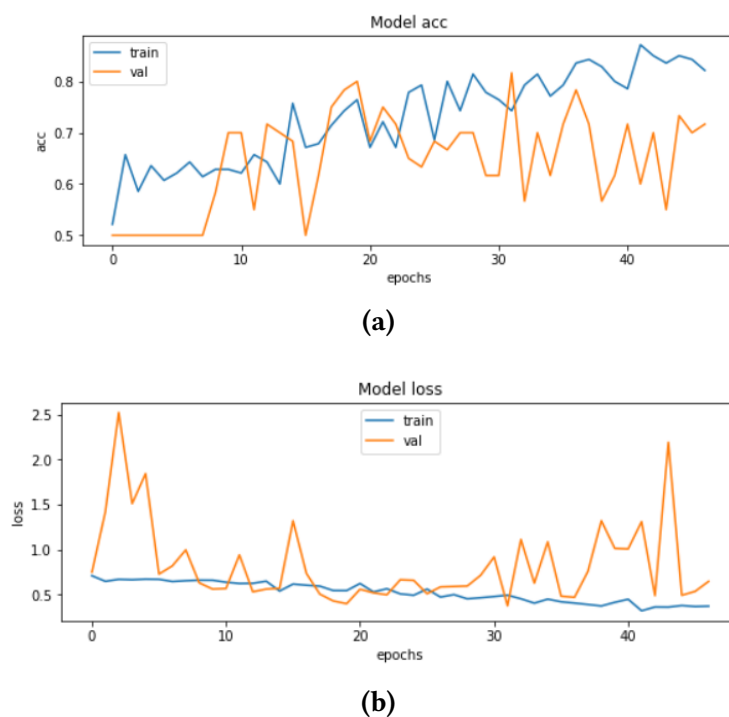 Model acc
train
val
0.8
0.7
0.6
0.5
acc
0 10 20 30 40
epochs
(a)
Model loss
train
val
2.5
2.0
1.5
1.0
0.5
loss
0 10 20 30 40
epochs
(b)